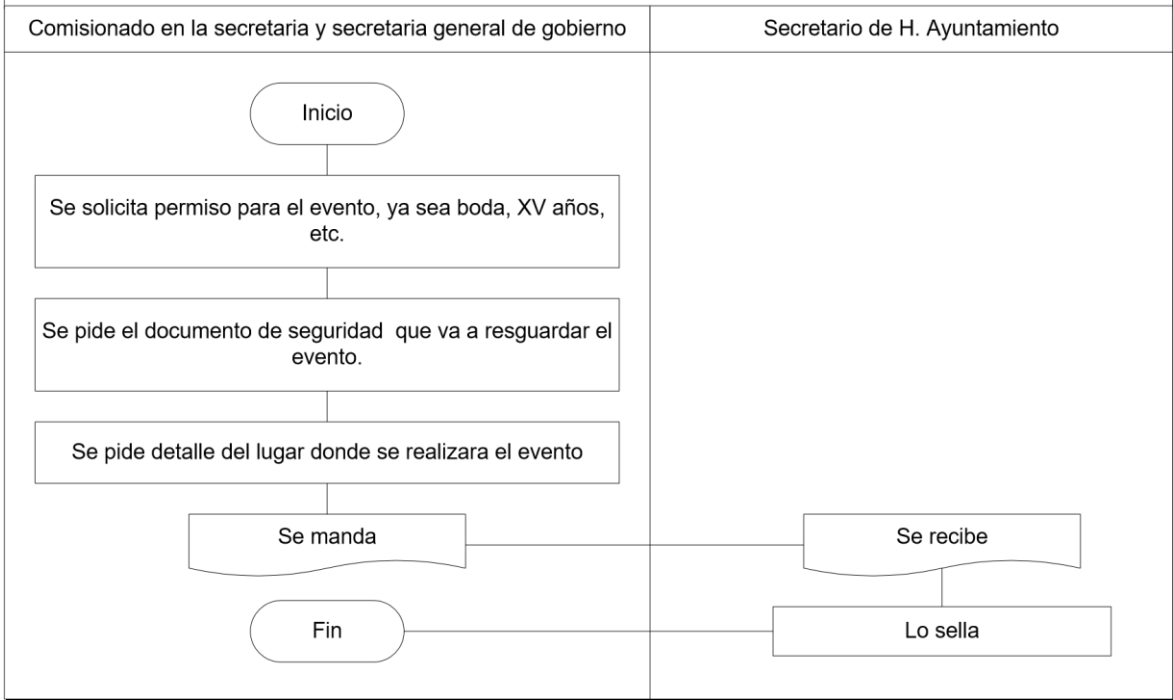 Comisionado en la secretaria y secretaria general de gobierno
Secretario de H. Ayuntamiento
Inicio
Se solicita permiso para el evento, ya sea boda, XV años,
etc.
Se pide el documento de seguridad  que va a resguardar el
evento.
Se pide detalle del lugar donde se realizara el evento
Se manda
Se recibe
Fin
Lo sella